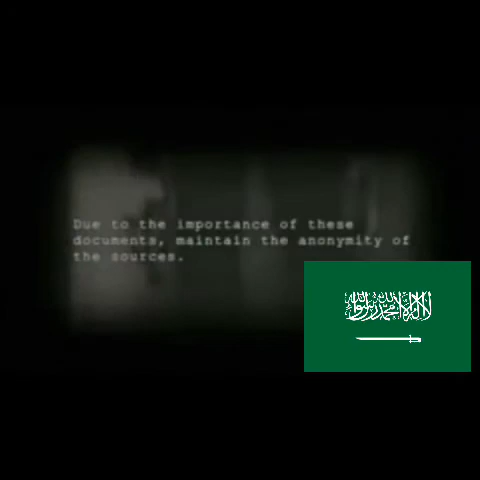 Due to the importance of these
documents, maintain the anonymity of
the sources.
لا إله إلا الله محمد رسول الله